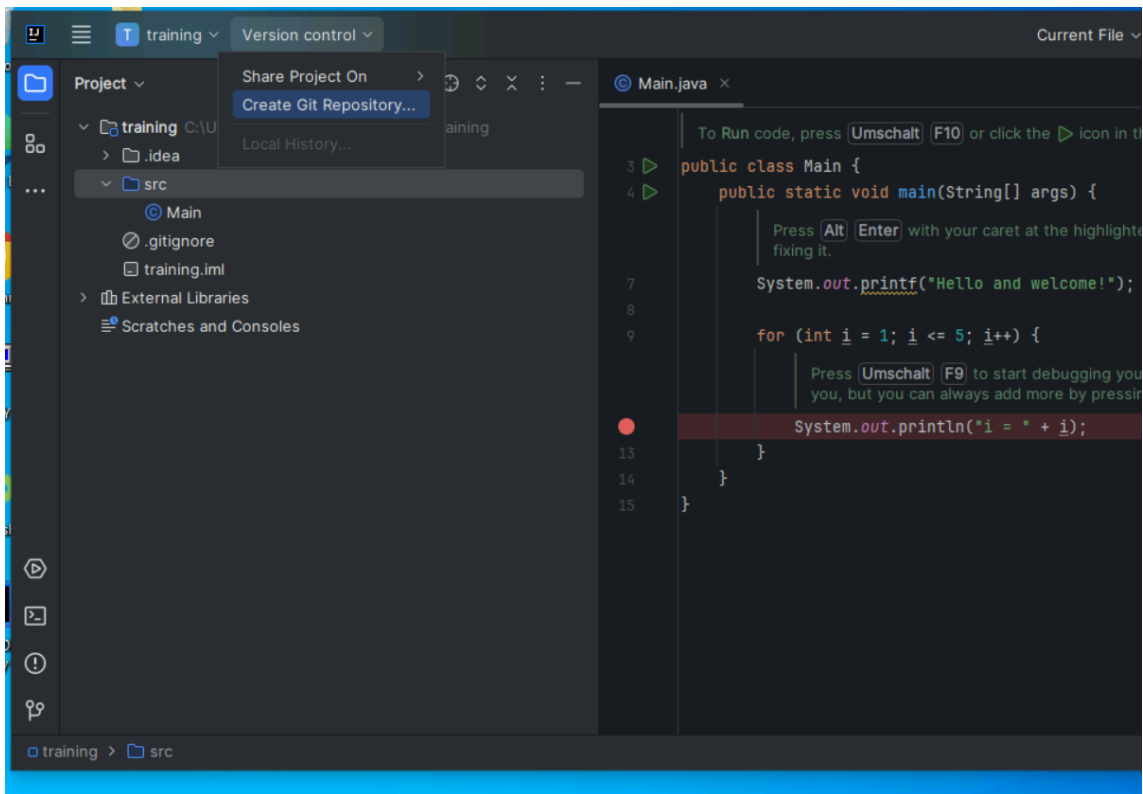 IJ
T training Version control Current File
Project
Share Project On
Create Git Repository...
Local History...
Main.java
training C:\U aining
.idea
src
Main
.gitignore
training.iml
External Libraries
Scratches and Consoles
To Run code, press Umschalt F10 or click the icon in th
3 public class Main {
4 public static void main(String[] args) {
Press Alt Enter with your caret at the highlighte
fixing it.
7 System.out.printf("Hello and welcome!");
8
9 for (int i = 1; i <= 5; i++) {
Press Umschalt F9 to start debugging you
you, but you can always add more by pressin
System.out.println("i = " + i);
13 }
14 }
15 }
training > src